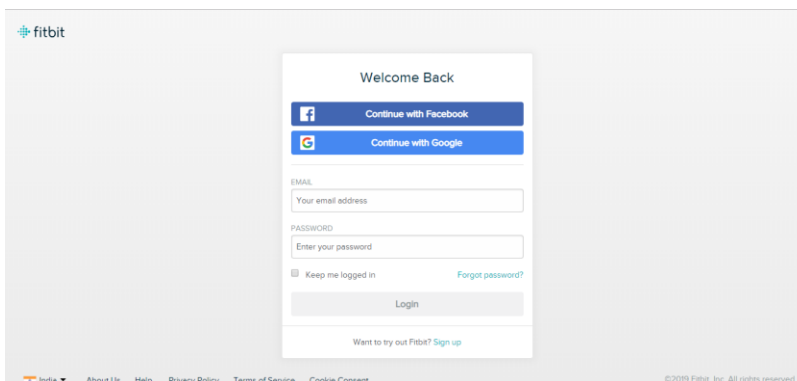 fitbit
Welcome Back
Continue with Facebook
Continue with Google
EMAIL
Your email address
PASSWORD
Enter your password
Keep me logged in Forgot password?
Login
Want to try out Fitbit? Sign up
India About Us Help Privacy Policy Terms of Service Cookie Consent ©2019 Fitbit, Inc. All rights reserved